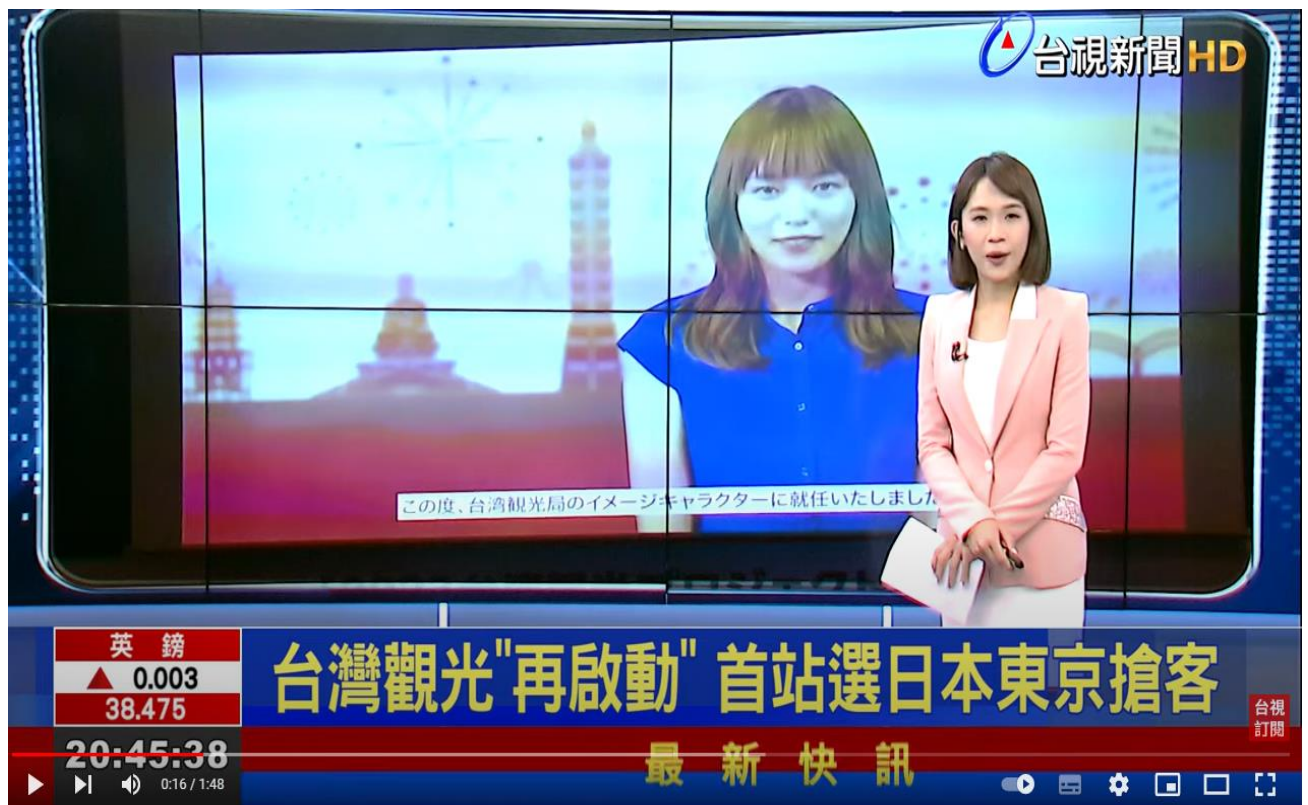 台視新聞HD
この度、台湾観光局のイメージキャラクターに就任いたしました
英鎊
▲ 0.003
38.475
台灣觀光"再啟動" 首站選日本東京搶客
台視
訂閱
20:45:38
最新快訊
0:16 / 1:48